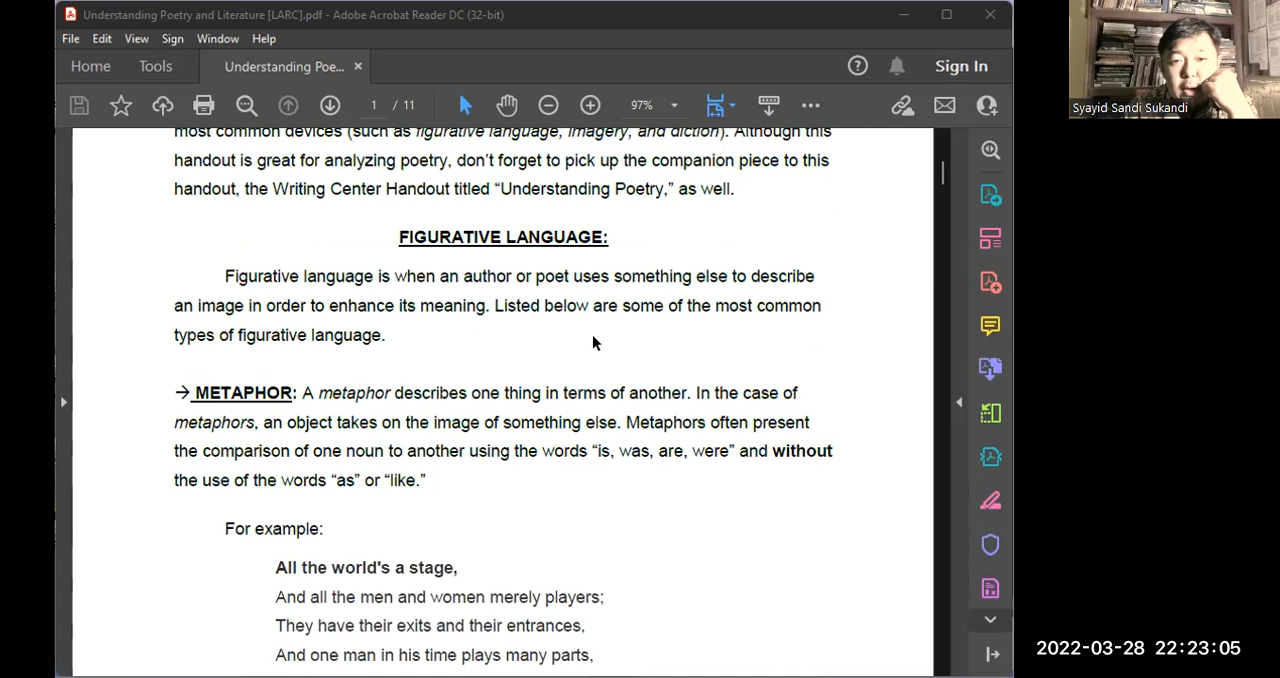 Understanding Poetry and Literature [LARC].pdf - Adobe Acrobat Reader DC (32-bit)
File Edit View Sign Window Help
Home Tools Understanding Poe... × Sign In
1 / 11 97%
most common devices (such as figurative language, imagery, and diction). Although this
handout is great for analyzing poetry, don't forget to pick up the companion piece to this
handout, the Writing Center Handout titled “Understanding Poetry,” as well.
FIGURATIVE LANGUAGE:
Figurative language is when an author or poet uses something else to describe
an image in order to enhance its meaning. Listed below are some of the most common
types of figurative language.
→ METAPHOR: A metaphor describes one thing in terms of another. In the case of
metaphors, an object takes on the image of something else. Metaphors often present
the comparison of one noun to another using the words “is, was, are, were” and without
the use of the words “as” or “like.”
For example:
All the world's a stage,
And all the men and women merely players;
They have their exits and their entrances,
And one man in his time plays many parts,
Syayid Sandi Sukandi
2022-03-28 22:23:05